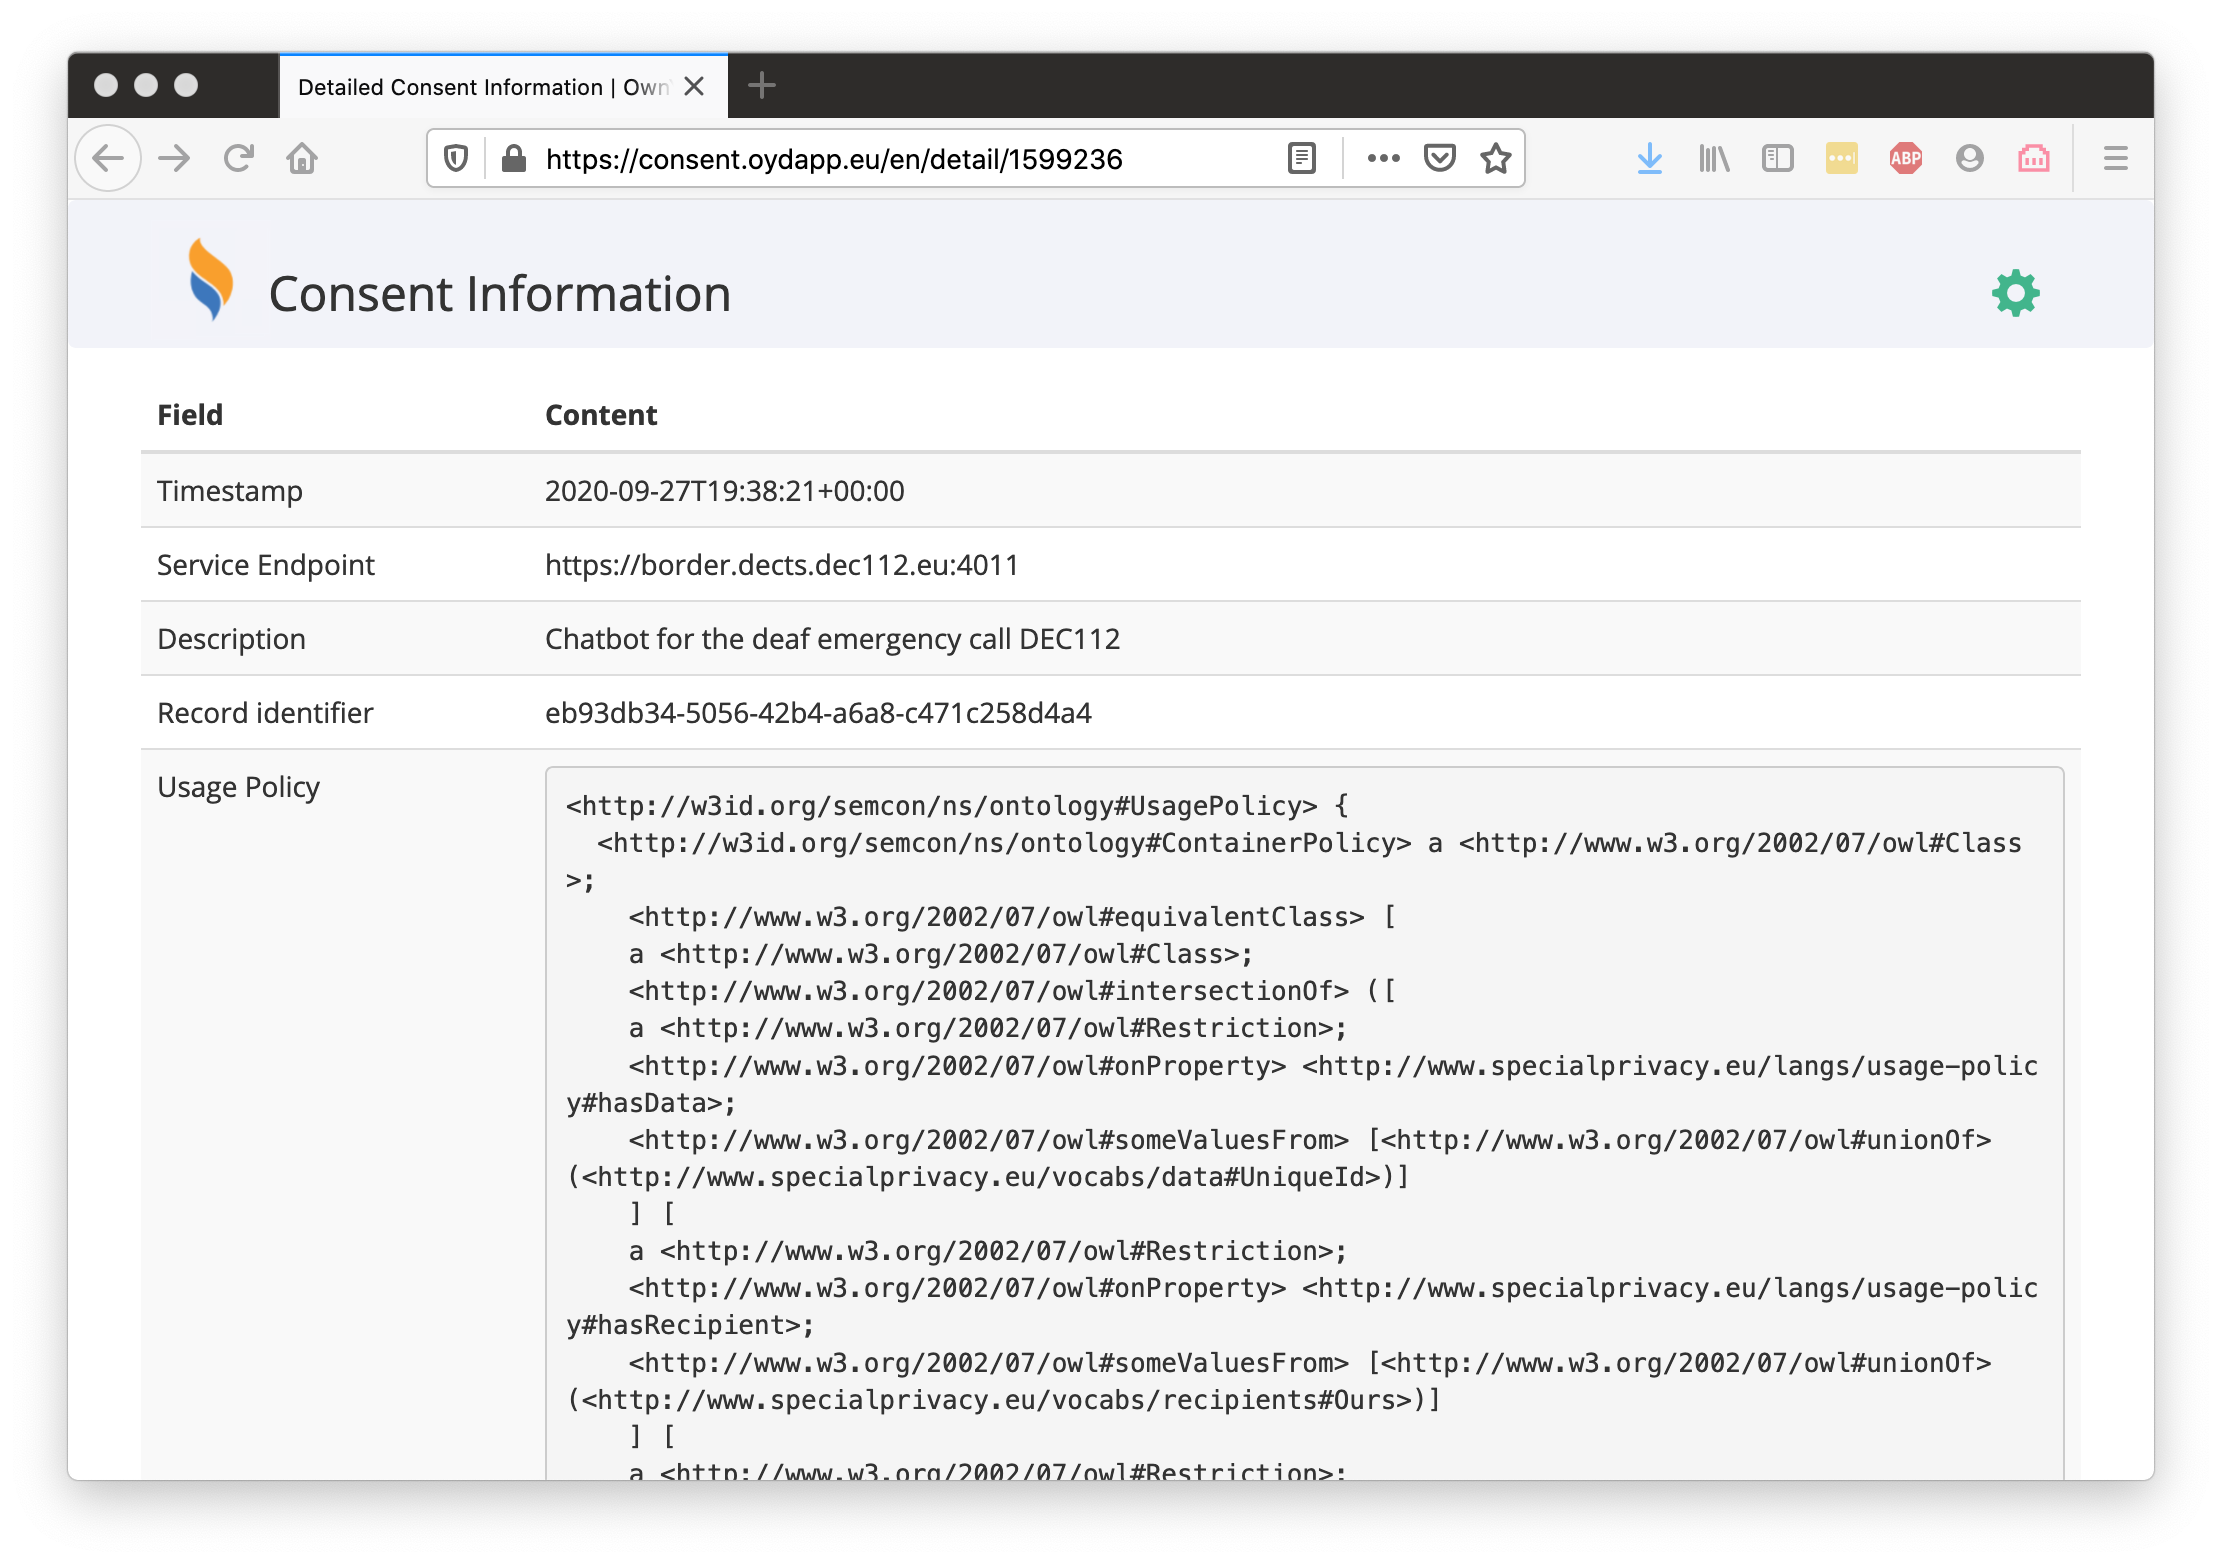 Detailed Consent Information | Own
https://consent.oydapp.eu/en/detail/1599236
ABP
Consent Information
Field Content
Timestamp 2020-09-27T19:38:21+00:00
Service Endpoint https://border.dects.dec112.eu:4011
Description Chatbot for the deaf emergency call DEC112
Record identifier eb93db34-5056-42b4-a6a8-c471c258d4a4
Usage Policy
<http://w3id.org/semcon/ns/ontology#UsagePolicy> {
<http://w3id.org/semcon/ns/ontology#ContainerPolicy> a <http://www.w3.org/2002/07/owl#Class
>;
<http://www.w3.org/2002/07/owl#equivalentClass> [
a <http://www.w3.org/2002/07/owl#Class>;
<http://www.w3.org/2002/07/owl#intersectionOf> ([
a <http://www.w3.org/2002/07/owl#Restriction>;
<http://www.w3.org/2002/07/owl#onProperty> <http://www.specialprivacy.eu/langs/usage-polic
y#hasData>;
<http://www.w3.org/2002/07/owl#someValuesFrom> [<http://www.w3.org/2002/07/owl#unionOf>
(<http://www.specialprivacy.eu/vocabs/data#UniqueId>)]
] [
a <http://www.w3.org/2002/07/owl#Restriction>;
<http://www.w3.org/2002/07/owl#onProperty> <http://www.specialprivacy.eu/langs/usage-polic
y#hasRecipient>;
<http://www.w3.org/2002/07/owl#someValuesFrom> [<http://www.w3.org/2002/07/owl#unionOf>
(<http://www.specialprivacy.eu/vocabs/recipients#Ours>)]
] [
a <http://www.w3.org/2002/07/owl#Restriction>;